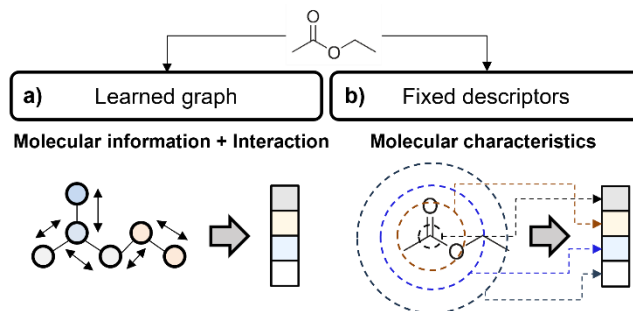 O
O
a) Learned graph
b) Fixed descriptors
Molecular information + Interaction
Molecular characteristics
O
O